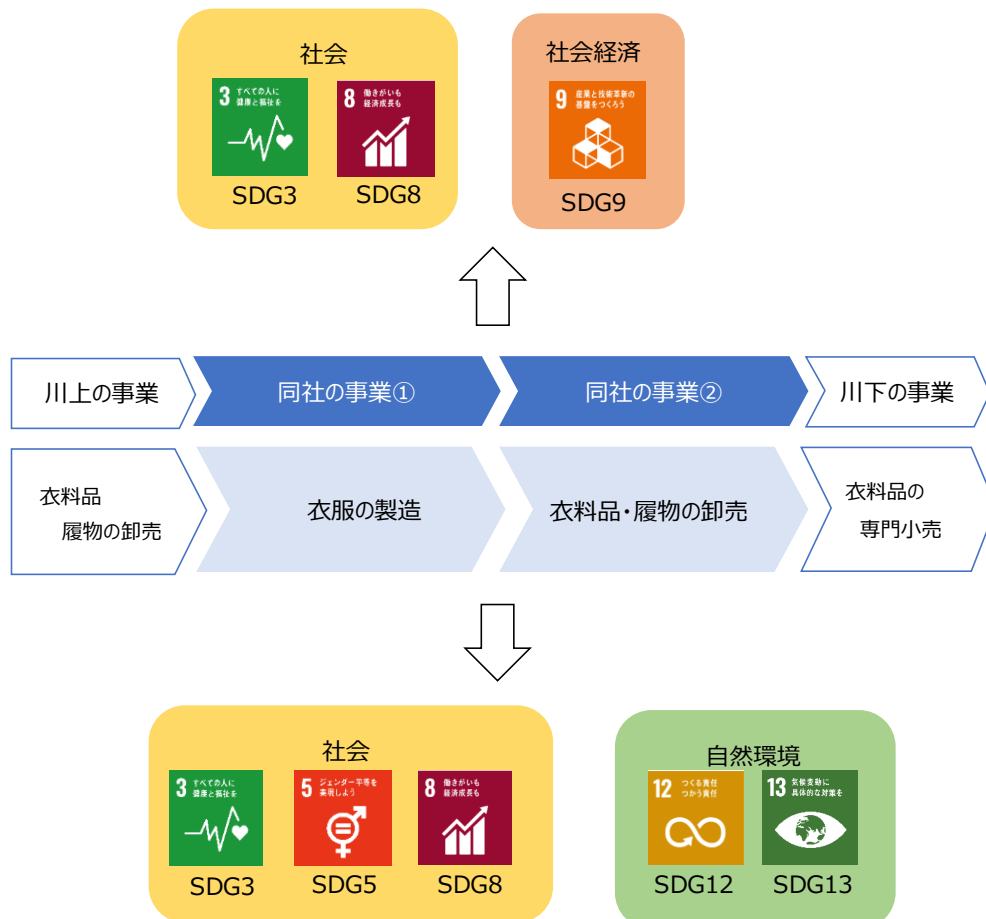 社会
社会経済
3 すべての人に
健康と福祉を
8 働きがいも
経済成長も
9 産業と技術革新の
基盤をつくろう
SDG3
SDG8
SDG9
川上の事業
同社の事業①
同社の事業②
川下の事業
衣料品
履物の卸売
衣服の製造
衣料品・履物の卸売
衣料品の
専門小売
社会
自然環境
3 すべての人に
健康と福祉を
5 ジェンダー平等を
実現しよう
8 働きがいも
経済成長も
12 つくる責任
つかう責任
13 気候変動に
具体的な対策を
SDG3
SDG5
SDG8
SDG12
SDG13